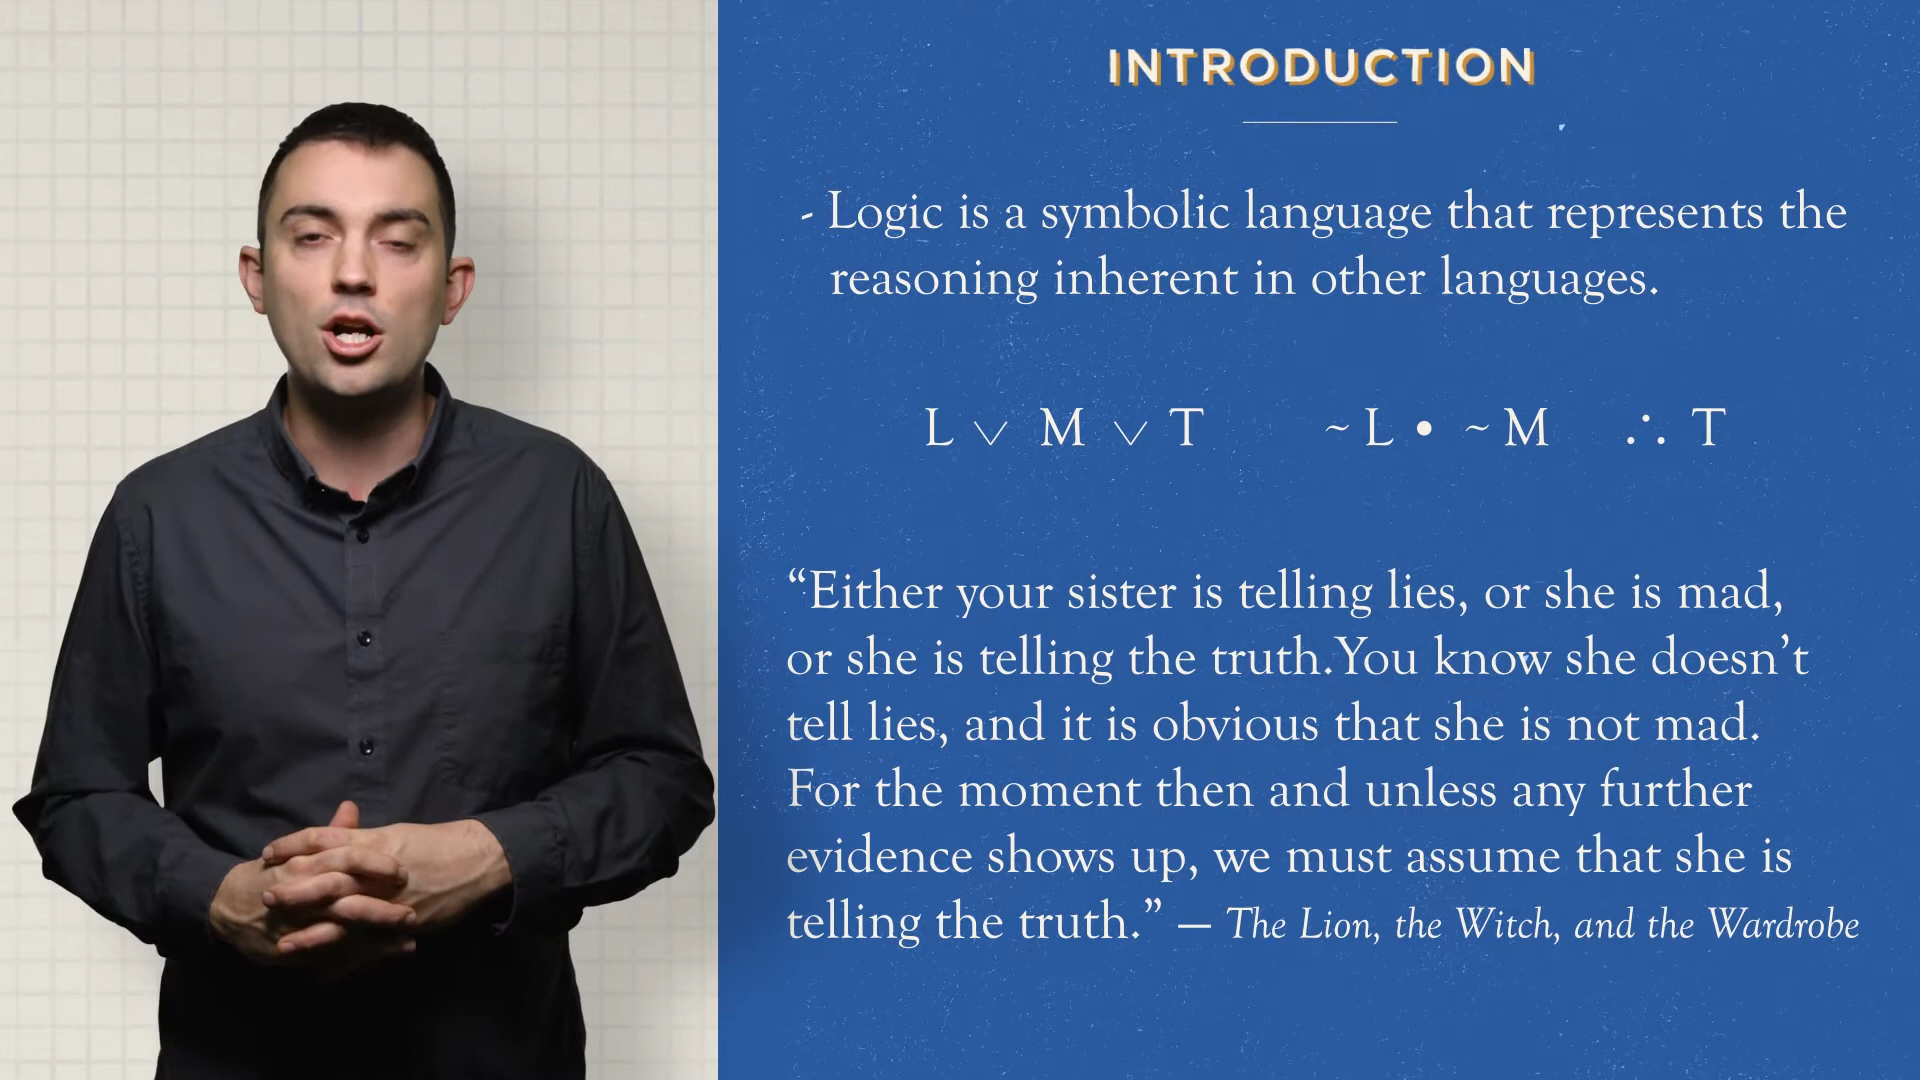 INTRODUCTION
- Logic is a symbolic language that represents the
reasoning inherent in other languages.
L ∨ M ∨ T ~L • ~M ∴ T
“Either your sister is telling lies, or she is mad,
or she is telling the truth.You know she doesn’t
tell lies, and it is obvious that she is not mad.
For the moment then and unless any further
evidence shows up, we must assume that she is
telling the truth.” — The Lion, the Witch, and the Wardrobe